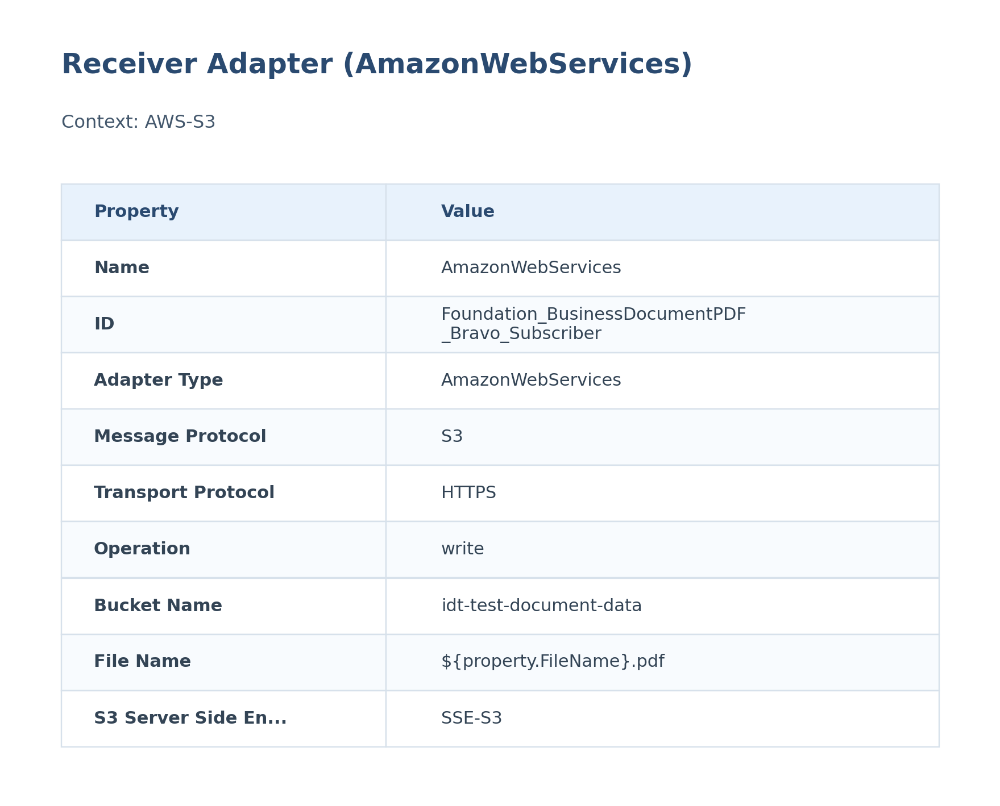 Receiver Adapter (AmazonWebServices)
Context: AWS-S3
Property Value
Name AmazonWebServices
ID Foundation_BusinessDocumentPDF
_Bravo_Subscriber
Adapter Type AmazonWebServices
Message Protocol S3
Transport Protocol HTTPS
Operation write
Bucket Name idt-test-document-data
File Name ${property.FileName}.pdf
S3 Server Side En... SSE-S3